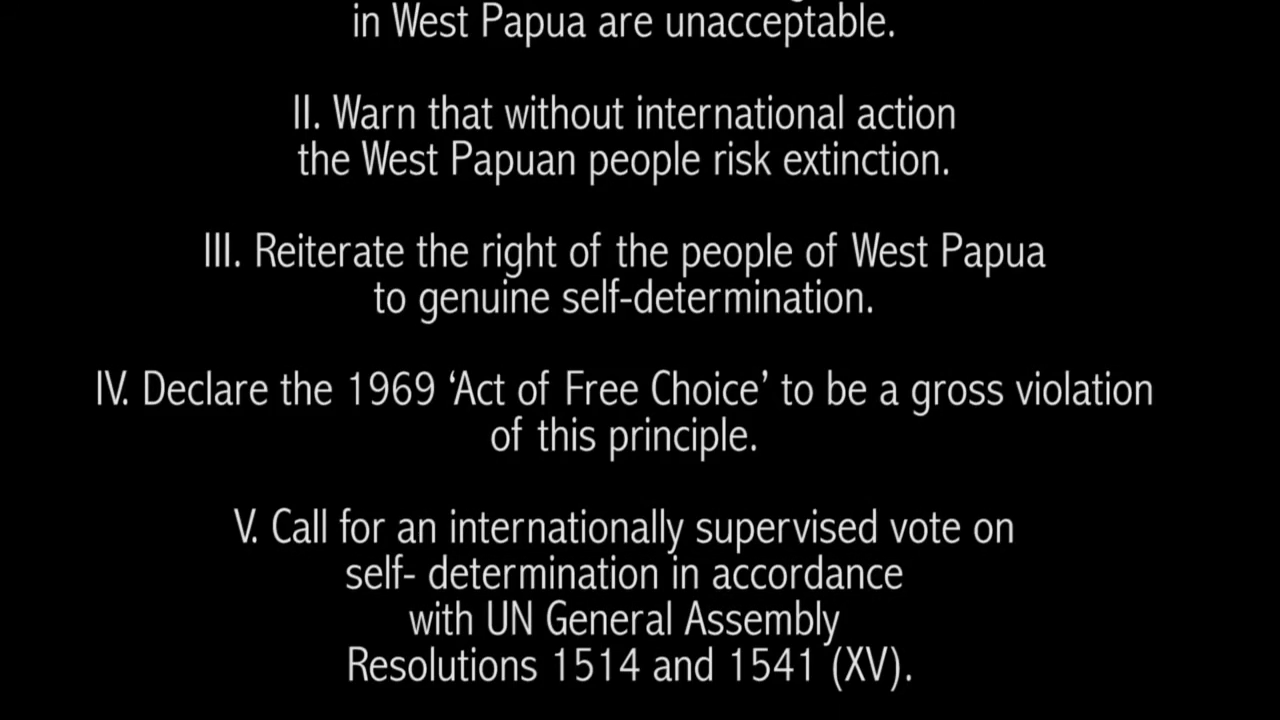 in West Papua are unacceptable.
II. Warn that without international action
the West Papuan people risk extinction.
III. Reiterate the right of the people of West Papua
to genuine self-determination.
IV. Declare the 1969 ‘Act of Free Choice’ to be a gross violation
of this principle.
V. Call for an internationally supervised vote on
self- determination in accordance
with UN General Assembly
Resolutions 1514 and 1541 (XV).